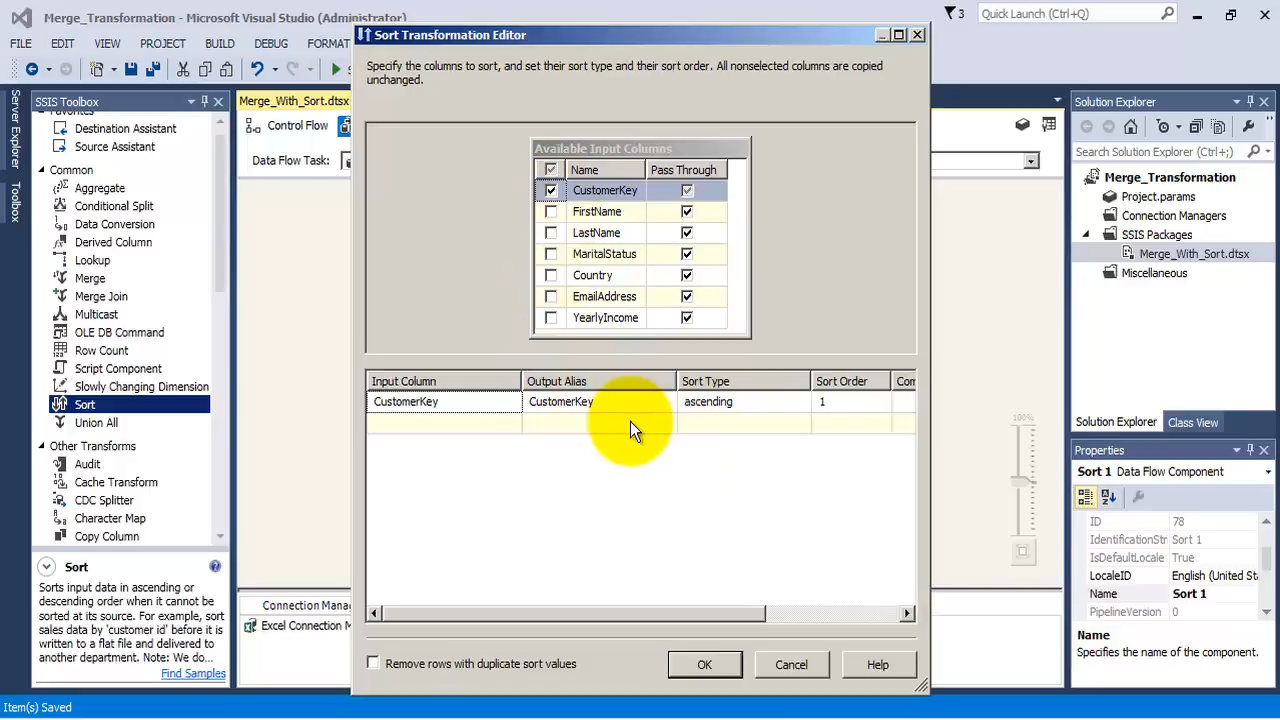 Merge_Transformation - Microsoft Visual Studio (Administrator)
3
Quick Launch (Ctrl+Q)
FILE EDIT VIEW PROJECT BUILD DEBUG FORMAT
Sort Transformation Editor
Specify the columns to sort, and set their sort type and their sort order. All nonselected columns are copied
unchanged.
Server Explorer
Toolbox
SSIS Toolbox
Favorites
Destination Assistant
Source Assistant
Common
Aggregate
Conditional Split
Data Conversion
Derived Column
Lookup
Merge
Merge Join
Multicast
OLE DB Command
Row Count
Script Component
Slowly Changing Dimension
Sort
Union All
Other Transforms
Audit
Cache Transform
CDC Splitter
Character Map
Copy Column
Sort
Sorts input data in ascending or
descending order when it cannot be
sorted at its source. For example, sort
sales data by 'customer id' before it is
written to a flat file and delivered to
another department. Note: We do...
Find Samples
Merge_With_Sort.dtsx
Control Flow
Data Flow Task:
Connection Mana
Excel Connection M
Available Input Columns
Name Pass Through
CustomerKey
FirstName
LastName
MaritalStatus
Country
EmailAddress
YearlyIncome
Input Column Output Alias Sort Type Sort Order Com
CustomerKey CustomerKey ascending 1
Remove rows with duplicate sort values
OK Cancel Help
100%
Solution Explorer
Search Solution Explorer (Ctrl+;)
Merge_Transformation
Project.params
Connection Managers
SSIS Packages
Merge_With_Sort.dtsx
Miscellaneous
Solution Explorer Class View
Properties
Sort 1 Data Flow Component
ID 78
IdentificationStr Sort 1
IsDefaultLocale True
LocaleID English (United Sta
Name Sort 1
PipelineVersion 0
Name
Specifies the name of the component.
Item(s) Saved